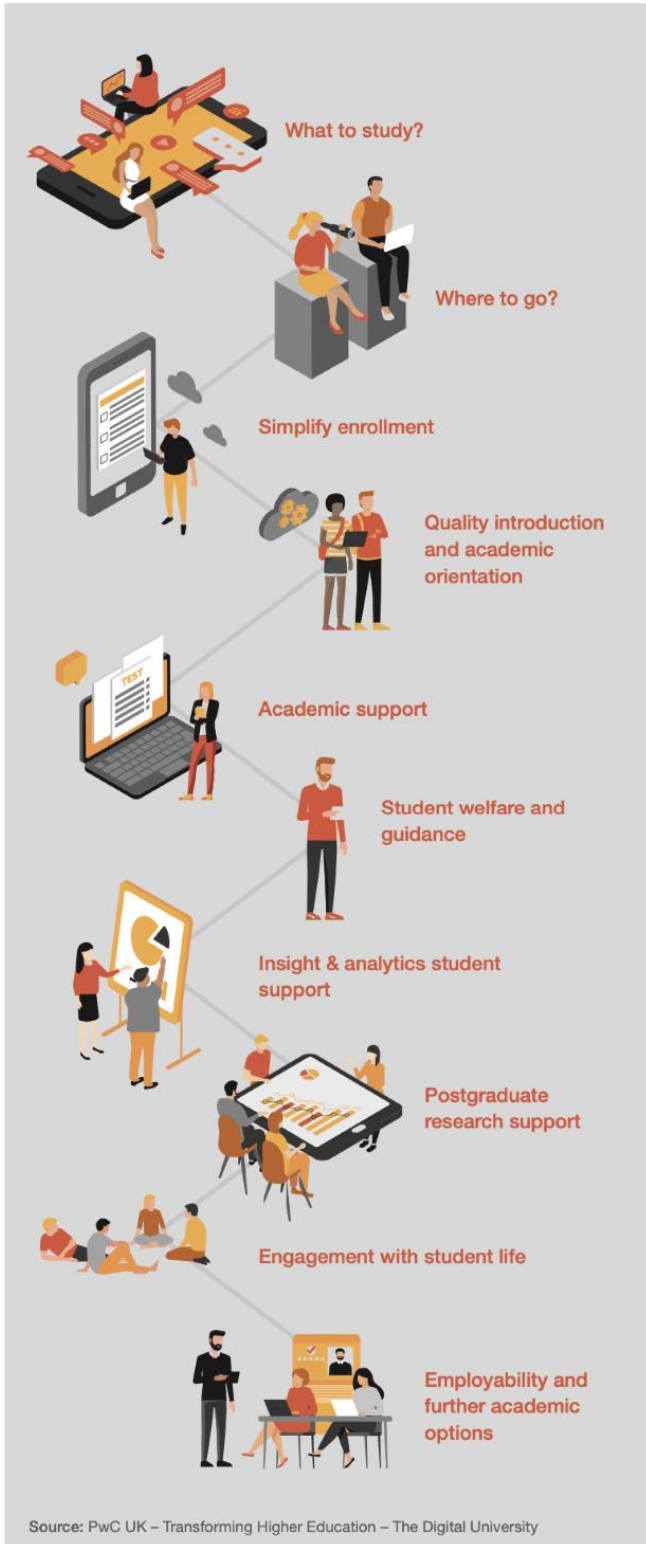 What to study?
Where to go?
Simplify enrollment
Quality introduction
and academic
orientation
TEST
Academic support
Student welfare and
guidance
Insight & analytics student
support
Postgraduate
research support
Engagement with student life
Employability and
further academic
options
Source: PwC UK – Transforming Higher Education – The Digital University